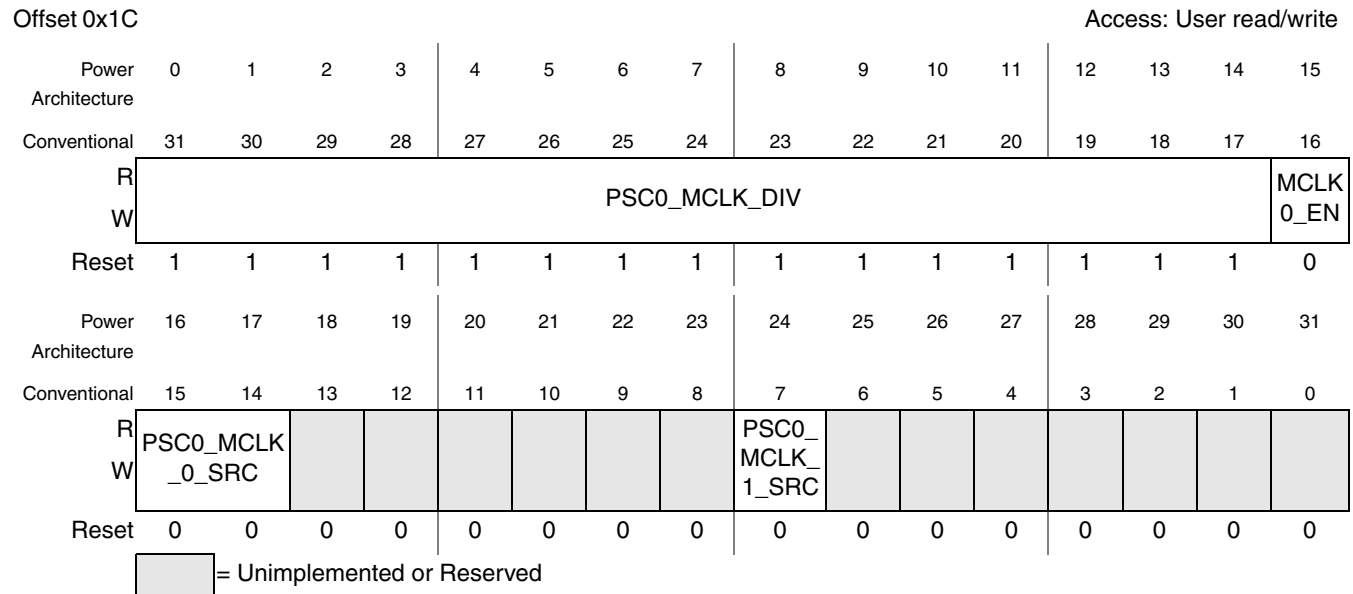 Offset 0x1C Access: User read/write
Power Architecture 0 1 2 3 4 5 6 7 8 9 10 11 12 13 14 15
Conventional 31 30 29 28 27 26 25 24 23 22 21 20 19 18 17 16
R
W
PSC0_MCLK_DIV
MCLK
0_EN
Reset 1 1 1 1 1 1 1 1 1 1 1 1 1 1 1 0
Power Architecture 16 17 18 19 20 21 22 23 24 25 26 27 28 29 30 31
Conventional 15 14 13 12 11 10 9 8 7 6 5 4 3 2 1 0
R
W
PSC0_MCLK
_0_SRC
PSC0_
MCLK_
1_SRC
Reset 0 0 0 0 0 0 0 0 0 0 0 0 0 0 0 0
= Unimplemented or Reserved